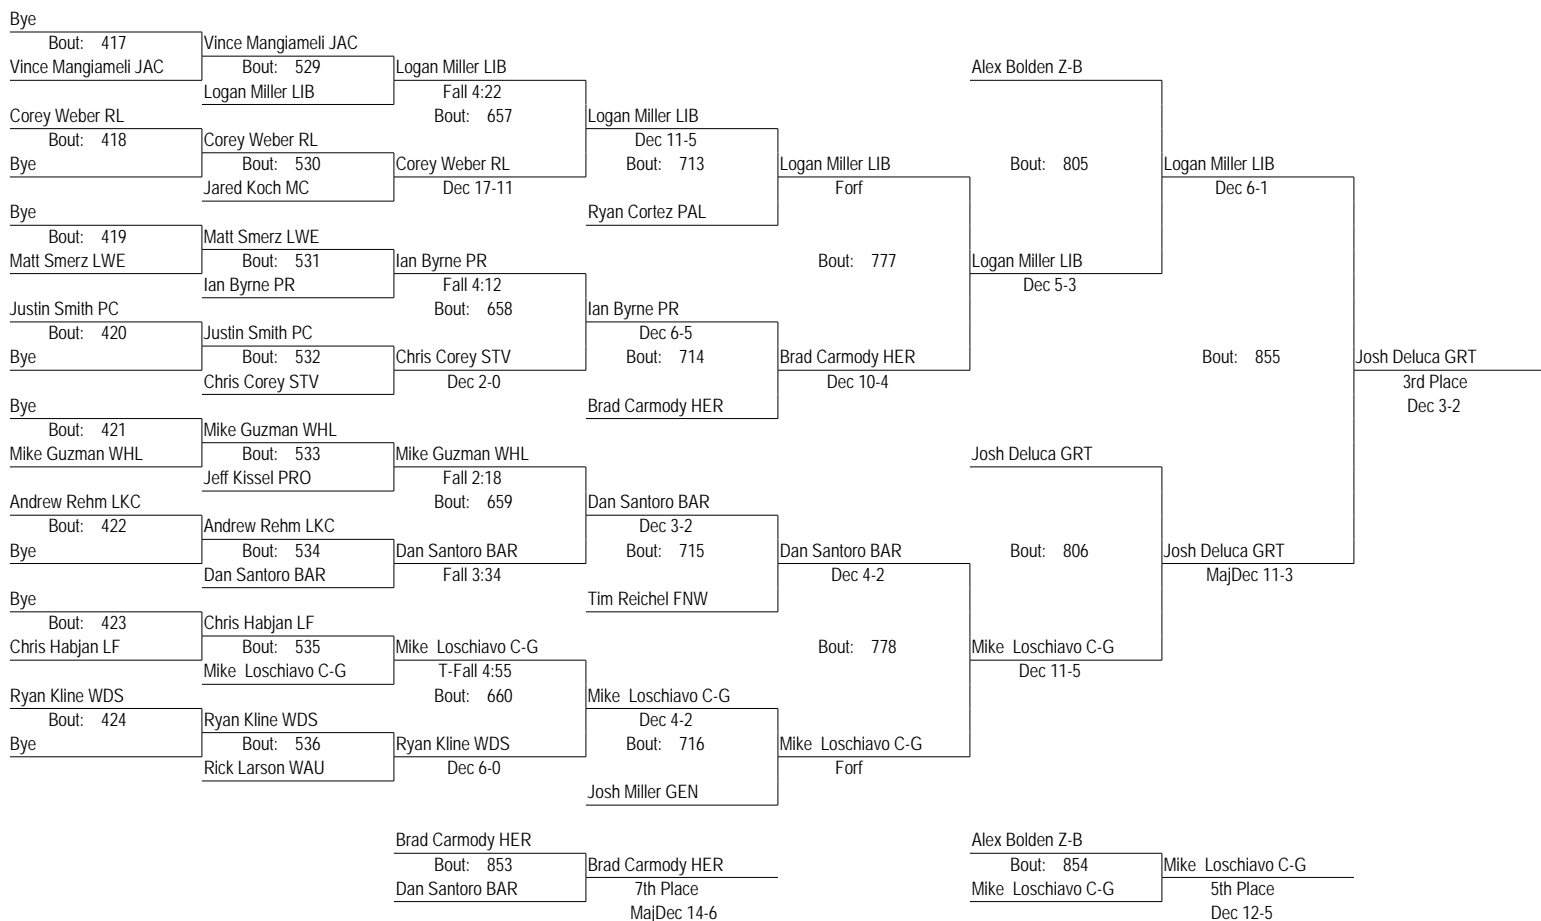 Bye
Bout: 417
Vince Mangiameli JAC
Corey Weber RL
Bout: 418
Bye
Bye
Bout: 419
Matt Smerz LWE
Justin Smith PC
Bout: 420
Bye
Bye
Bout: 421
Mike Guzman WHL
Andrew Rehm LKC
Bout: 422
Bye
Bye
Bout: 423
Chris Habjan LF
Ryan Kline WDS
Bout: 424
Bye
Vince Mangiameli JAC
Bout: 529
Logan Miller LIB
Corey Weber RL
Bout: 530
Jared Koch MC
Matt Smerz LWE
Bout: 531
Ian Byrne PR
Justin Smith PC
Bout: 532
Chris Corey STV
Mike Guzman WHL
Bout: 533
Jeff Kissel PRO
Andrew Rehm LKC
Bout: 534
Dan Santoro BAR
Chris Habjan LF
Bout: 535
Mike Loschiavo C-G
Ryan Kline WDS
Bout: 536
Rick Larson WAU
Logan Miller LIB
Fall 4:22
Bout: 657
Corey Weber RL
Dec 17-11
Ian Byrne PR
Fall 4:12
Bout: 658
Chris Corey STV
Dec 2-0
Mike Guzman WHL
Fall 2:18
Bout: 659
Dan Santoro BAR
Fall 3:34
Mike Loschiavo C-G
T-Fall 4:55
Bout: 660
Ryan Kline WDS
Dec 6-0
Logan Miller LIB
Dec 11-5
Bout: 713
Ryan Cortez PAL
Ian Byrne PR
Dec 6-5
Bout: 714
Brad Carmody HER
Dan Santoro BAR
Dec 3-2
Bout: 715
Tim Reichel FNW
Mike Loschiavo C-G
Dec 4-2
Bout: 716
Josh Miller GEN
Logan Miller LIB
Forf
Bout: 777
Brad Carmody HER
Dec 10-4
Dan Santoro BAR
Dec 4-2
Bout: 778
Mike Loschiavo C-G
Forf
Alex Bolden Z-B
Bout: 805
Logan Miller LIB
Dec 5-3
Josh Deluca GRT
Bout: 806
Mike Loschiavo C-G
Dec 11-5
Logan Miller LIB
Dec 6-1
Bout: 855
Josh Deluca GRT
MajDec 11-3
Josh Deluca GRT
3rd Place
Dec 3-2
Brad Carmody HER
Bout: 853
Dan Santoro BAR
Brad Carmody HER
7th Place
MajDec 14-6
Alex Bolden Z-B
Bout: 854
Mike Loschiavo C-G
Mike Loschiavo C-G
5th Place
Dec 12-5